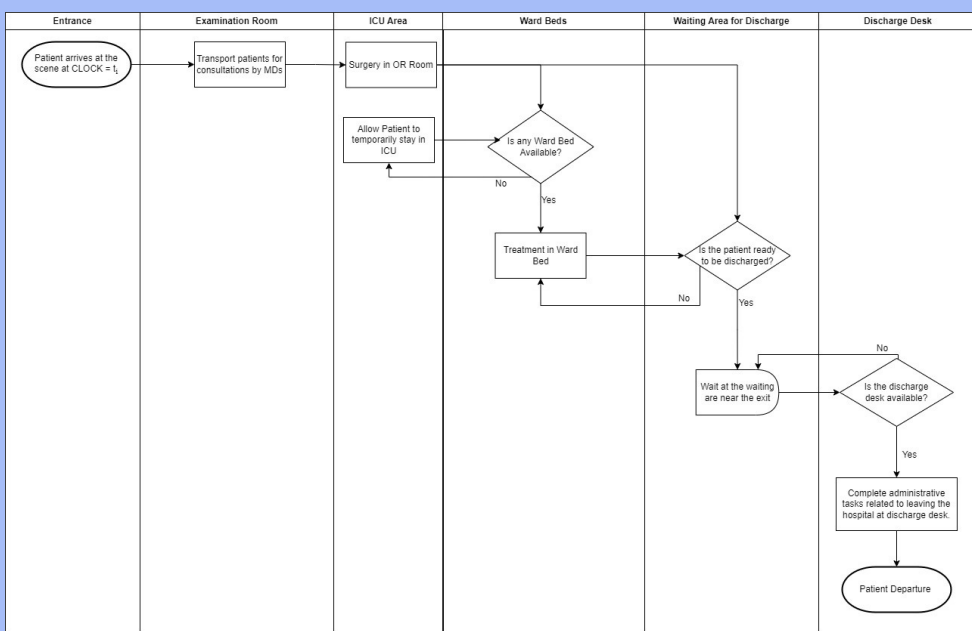 Entrance
Examination Room
ICU Area
Ward Beds
Waiting Area for Discharge
Discharge Desk
Patient arrives at the
scene at CLOCK = t₁
Transport patients for
consultations by MDs
Surgery in OR Room
Allow Patient to
temporarily stay in
ICU
Is any Ward Bed
Available?
No
Yes
Treatment in Ward
Bed
Is the patient ready
to be discharged?
No
Yes
Wait at the waiting
are near the exit
No
Is the discharge
desk available?
Yes
Complete administrative
tasks related to leaving the
hospital at discharge desk.
Patient Departure